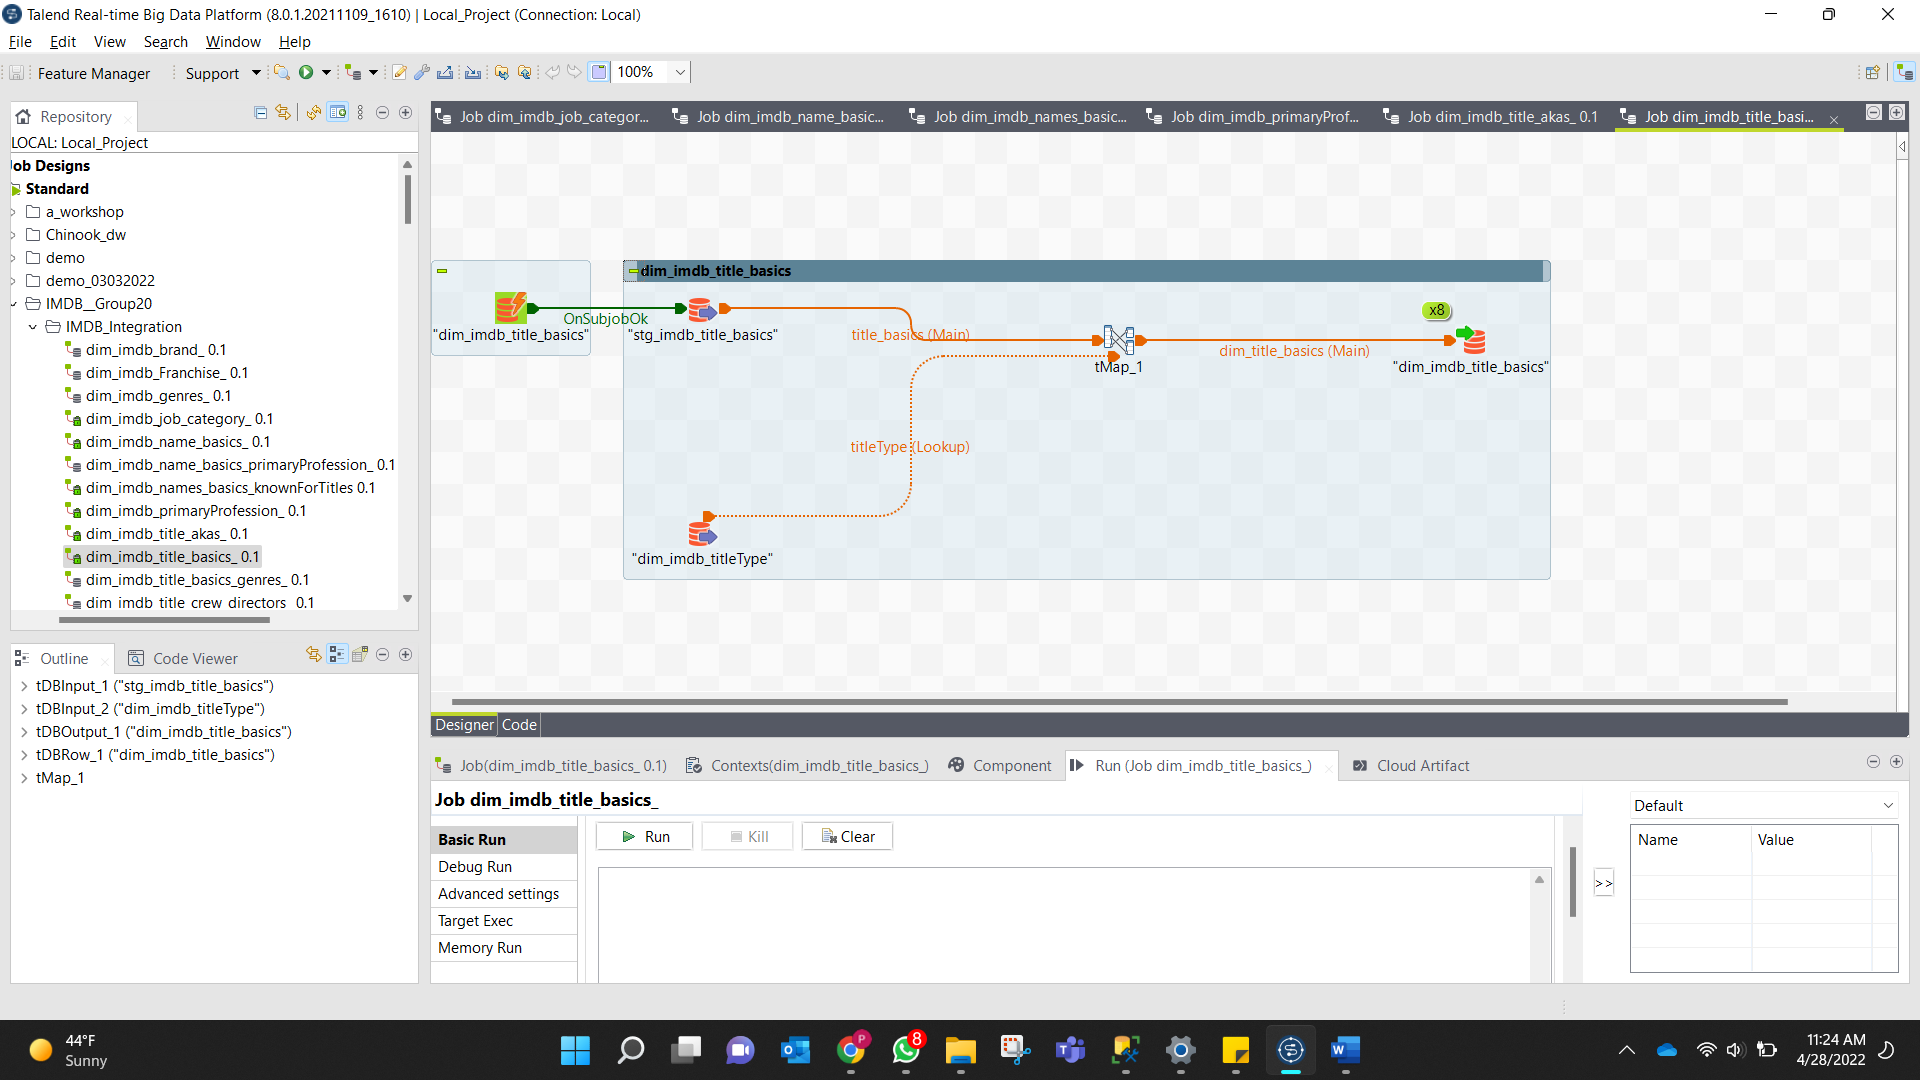 Talend Real-time Big Data Platform (8.0.1.20211109_1610) | Local_Project (Connection: Local)
File Edit View Search Window Help
Feature Manager Support 100%
Repository
LOCAL: Local_Project
Job Designs
Standard
a_workshop
Chinook_dw
demo
demo_03032022
IMDB__Group20
IMDB_Integration
dim_imdb_brand_ 0.1
dim_imdb_Franchise_ 0.1
dim_imdb_genres_ 0.1
dim_imdb_job_category_ 0.1
dim_imdb_name_basics_ 0.1
dim_imdb_name_basics_primaryProfession_ 0.1
dim_imdb_names_basics_knownForTitles 0.1
dim_imdb_primaryProfession_ 0.1
dim_imdb_title_akas_ 0.1
dim_imdb_title_basics_ 0.1
dim_imdb_title_basics_genres_ 0.1
dim_imdb_title_crew_directors_ 0.1
Outline Code Viewer
tDBInput_1 ("stg_imdb_title_basics")
tDBInput_2 ("dim_imdb_titleType")
tDBOutput_1 ("dim_imdb_title_basics")
tDBRow_1 ("dim_imdb_title_basics")
tMap_1
Job dim_imdb_job_categor... Job dim_imdb_name_basic... Job dim_imdb_names_basic... Job dim_imdb_primaryProf... Job dim_imdb_title_akas_ 0.1 Job dim_imdb_title_basi...
dim_imdb_title_basics
x8
OnSubjobOk
"dim_imdb_title_basics" "stg_imdb_title_basics" title_basics (Main)
dim_title_basics (Main)
tMap_1 "dim_imdb_title_basics"
titleType (Lookup)
"dim_imdb_titleType"
Designer Code
Job(dim_imdb_title_basics_ 0.1) Contexts(dim_imdb_title_basics_) Component Run (Job dim_imdb_title_basics_) Cloud Artifact
Job dim_imdb_title_basics_
Default
Basic Run
Debug Run
Advanced settings
Target Exec
Memory Run
Run Kill Clear
>>
Name Value
44°F
Sunny
P
8
11:24 AM
4/28/2022